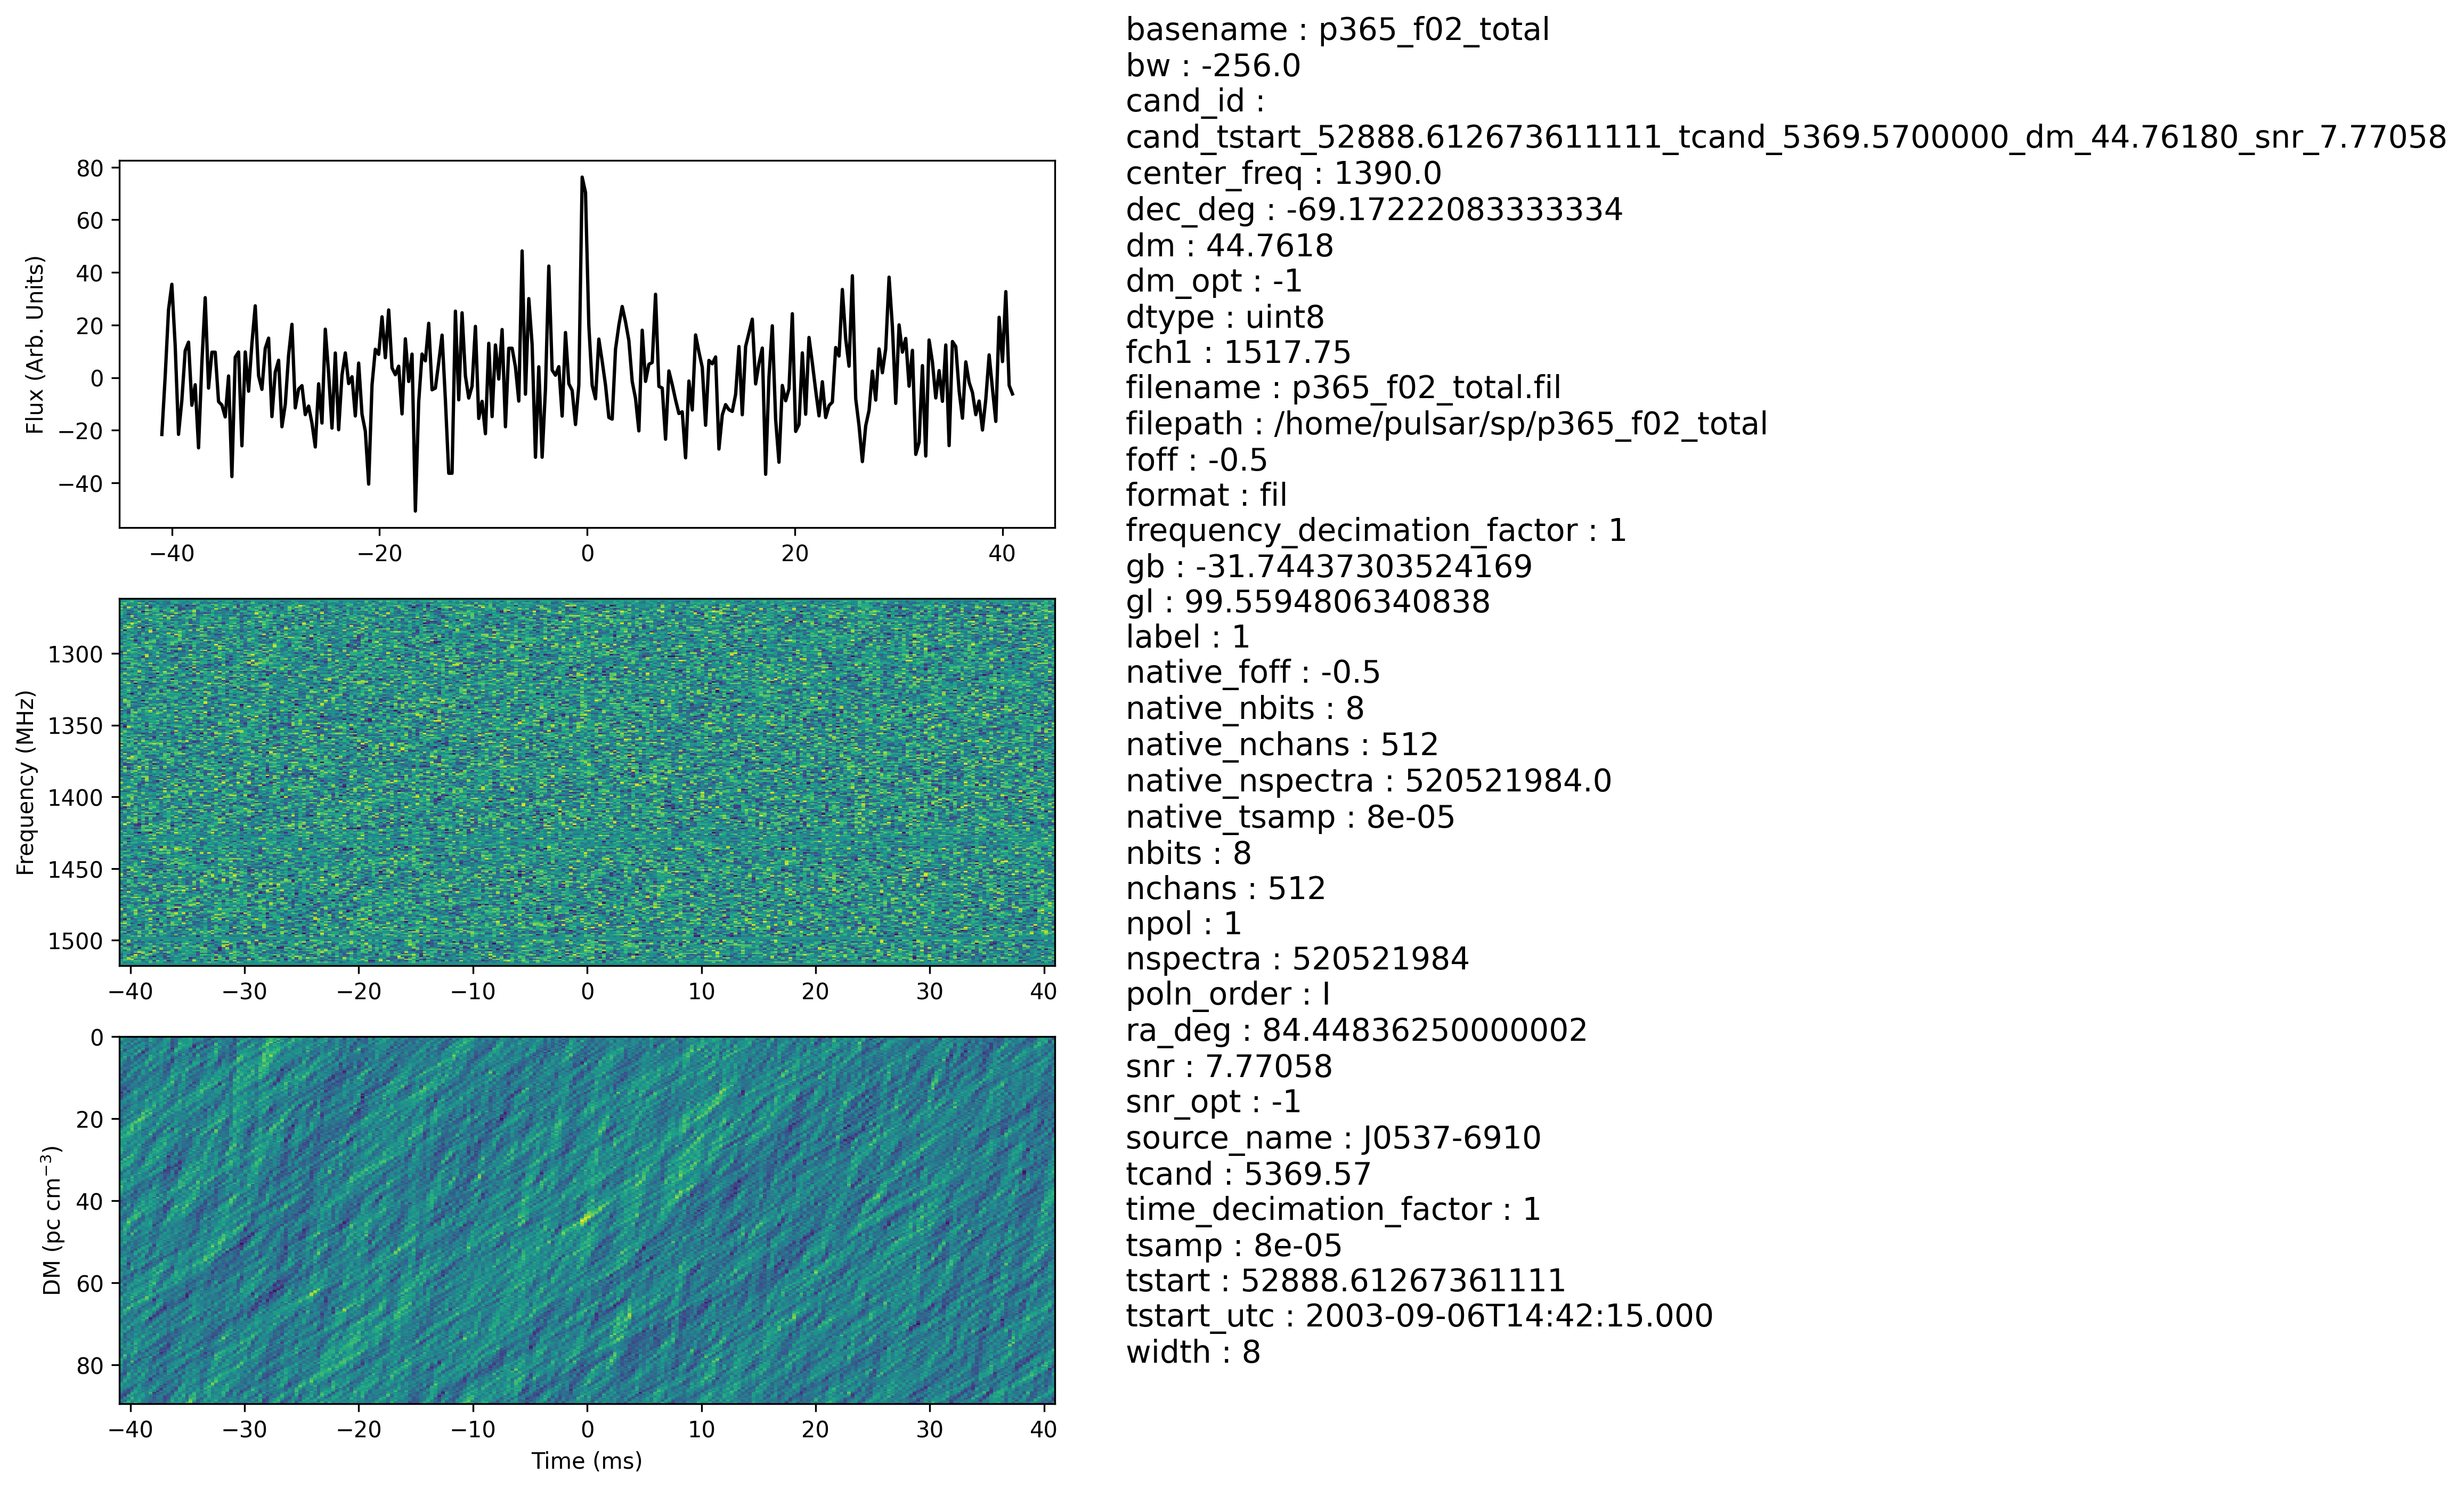 basename : p365_f02_total
bw : -256.0
cand_id :
cand_tstart_52888.612673611111_tcand_5369.5700000_dm_44.76180_snr_7.77058
center_freq : 1390.0
dec_deg : -69.17222083333334
dm : 44.7618
dm_opt : -1
dtype : uint8
fch1 : 1517.75
filename : p365_f02_total.fil
filepath : /home/pulsar/sp/p365_f02_total
foff : -0.5
format : fil
frequency_decimation_factor : 1
gb : -31.74437303524169
gl : 99.5594806340838
label : 1
native_foff : -0.5
native_nbits : 8
native_nchans : 512
native_nspectra : 520521984.0
native_tsamp : 8e-05
nbits : 8
nchans : 512
npol : 1
nspectra : 520521984
poln_order : I
ra_deg : 84.44836250000002
snr : 7.77058
snr_opt : -1
source_name : J0537-6910
tcand : 5369.57
time_decimation_factor : 1
tsamp : 8e-05
tstart : 52888.61267361111
tstart_utc : 2003-09-06T14:42:15.000
width : 8
Flux (Arb. Units)
80
60
40
20
0
−20
−40
−40 −20 0 20 40
Frequency (MHz)
1300
1350
1400
1450
1500
−40 −30 −20 −10 0 10 20 30 40
DM (pc cm⁻³)
0
20
40
60
80
−40 −30 −20 −10 0 10 20 30 40
Time (ms)